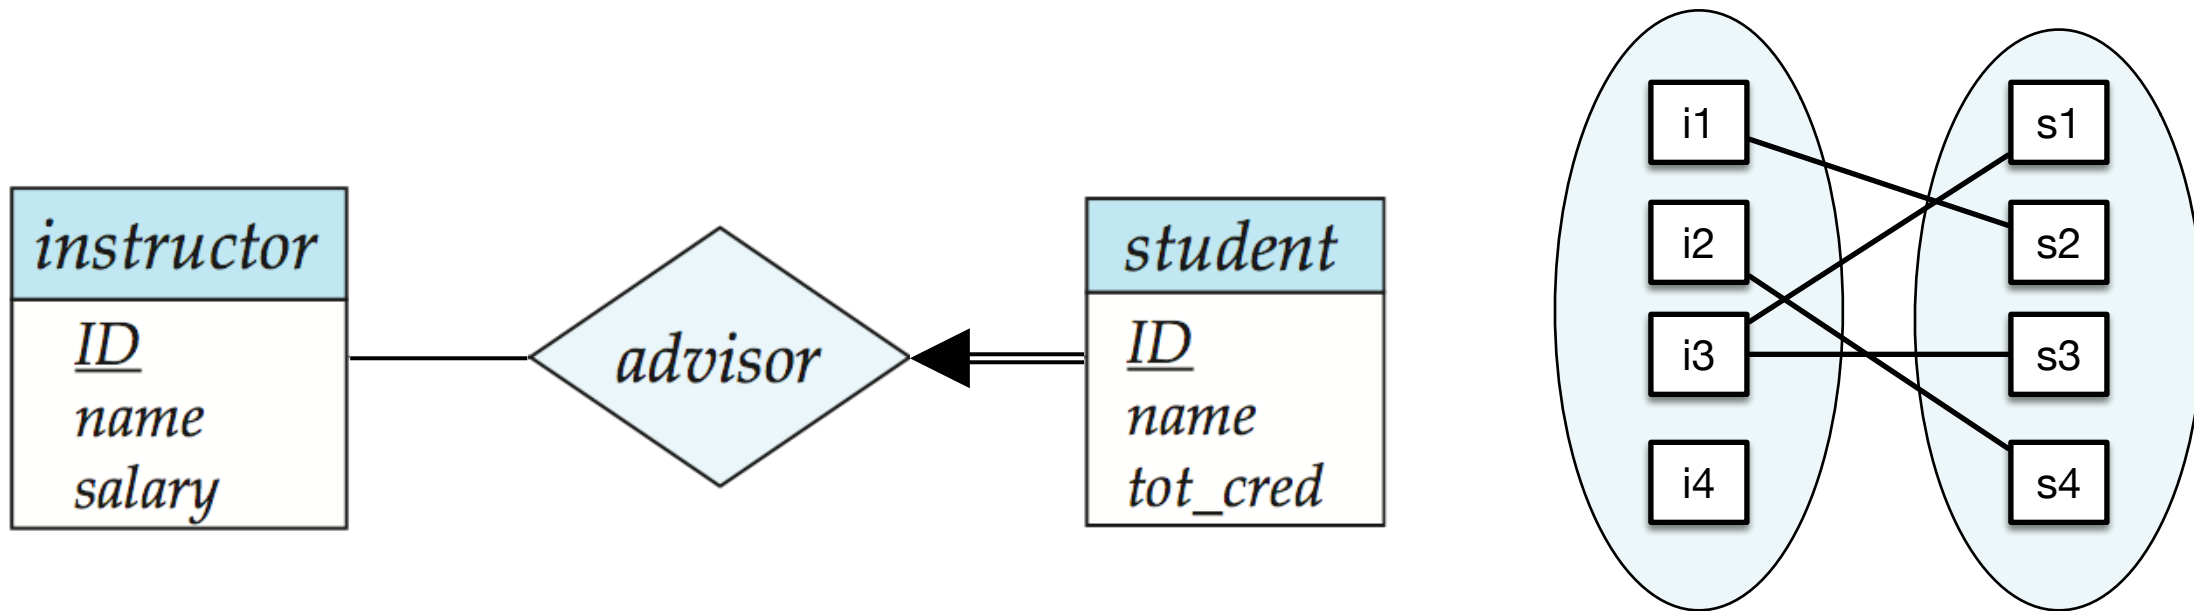 instructor
ID
name
salary
advisor
student
ID
name
tot_cred
i1
i2
i3
i4
s1
s2
s3
s4